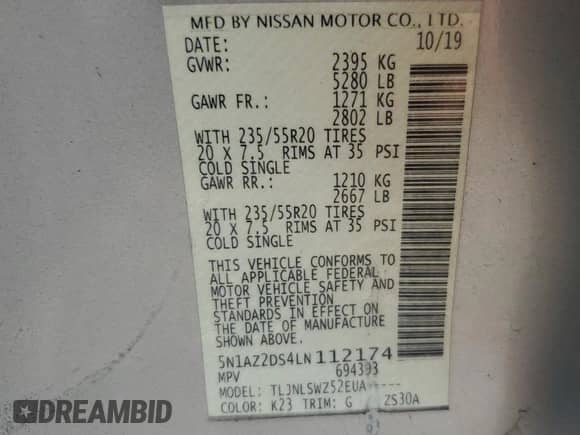 MFD BY NISSAN MOTOR CO., LTD.
DATE: 10/19
GVWR: 2395 KG
5280 LB
GAWR FR.: 1271 KG
2802 LB
WITH 235/55R20 TIRES
20 X 7.5 RIMS AT 35 PSI
COLD SINGLE
GAWR RR.: 1210 KG
2667 LB
WITH 235/55R20 TIRES
20 X 7.5 RIMS AT 35 PSI
COLD SINGLE
THIS VEHICLE CONFORMS TO
ALL APPLICABLE FEDERAL
MOTOR VEHICLE SAFETY AND
THEFT PREVENTION
STANDARDS IN EFFECT ON THE
DATE OF MANUFACTURE
SHOWN ABOVE.
5N1AZ2DS4LN112174
MPV 694393
MODEL: TLJNLSWZ52EUA-----
COLOR: K23 TRIM: G ZS30A
DREAMBID
dreambid.com